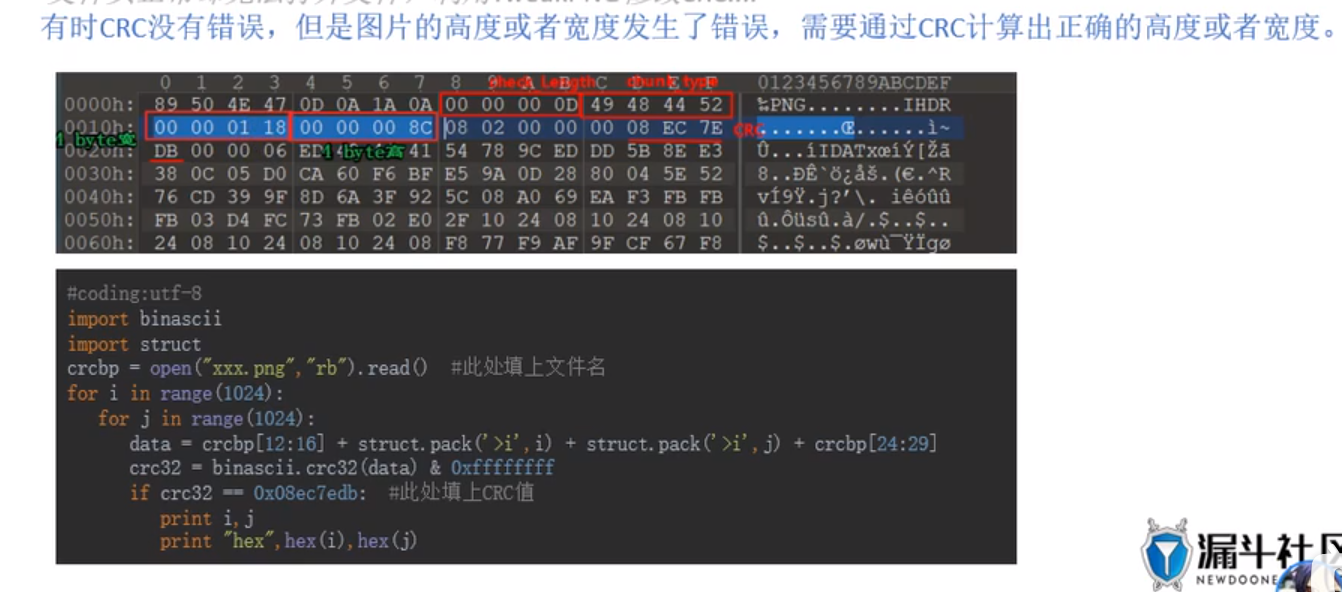 有时CRC没有错误，但是图片的高度或者宽度发生了错误，需要通过CRC计算出正确的高度或者宽度。
0 1 2 3 4 5 6 7 8 9 A B C D E F 0123456789ABCDEF
Length chunk type
0000h: 89 50 4E 47 0D 0A 1A 0A 00 00 00 0D 49 48 44 52 ‰PNG........IHDR
0010h: 00 00 01 18 00 00 00 8C 08 02 00 00 00 08 EC 7E CRC .......Œ......ì~
4 byte宽 4 byte高
0020h: DB 00 00 06 ED 41 54 78 9C ED DD 5B 8E E3 Û...íIDATxœíÝ[Žã
0030h: 38 0C 05 D0 CA 60 F6 BF E5 9A 0D 28 80 04 5E 52 8..ÐÊ`ö¿åš.(€.^R
0040h: 76 CD 39 9F 8D 6A 3F 92 5C 08 A0 69 EA F3 FB FB vÍ9Ÿ.j?'\. iêóûû
0050h: FB 03 D4 FC 73 FB 02 E0 2F 10 24 08 10 24 08 10 û.Ôüsû.à/.$..$..
0060h: 24 08 10 24 08 10 24 08 F8 77 F9 AF 9F CF 67 F8 $..$..$.øwù¯ŸÏgø
#coding:utf-8
import binascii
import struct
crcbp = open("xxx.png","rb").read() #此处填上文件名
for i in range(1024):
for j in range(1024):
data = crcbp[12:16] + struct.pack('>i',i) + struct.pack('>i',j) + crcbp[24:29]
crc32 = binascii.crc32(data) & 0xffffffff
if crc32 == 0x08ec7edb: #此处填上CRC值
print i,j
print "hex",hex(i),hex(j)
漏斗社区